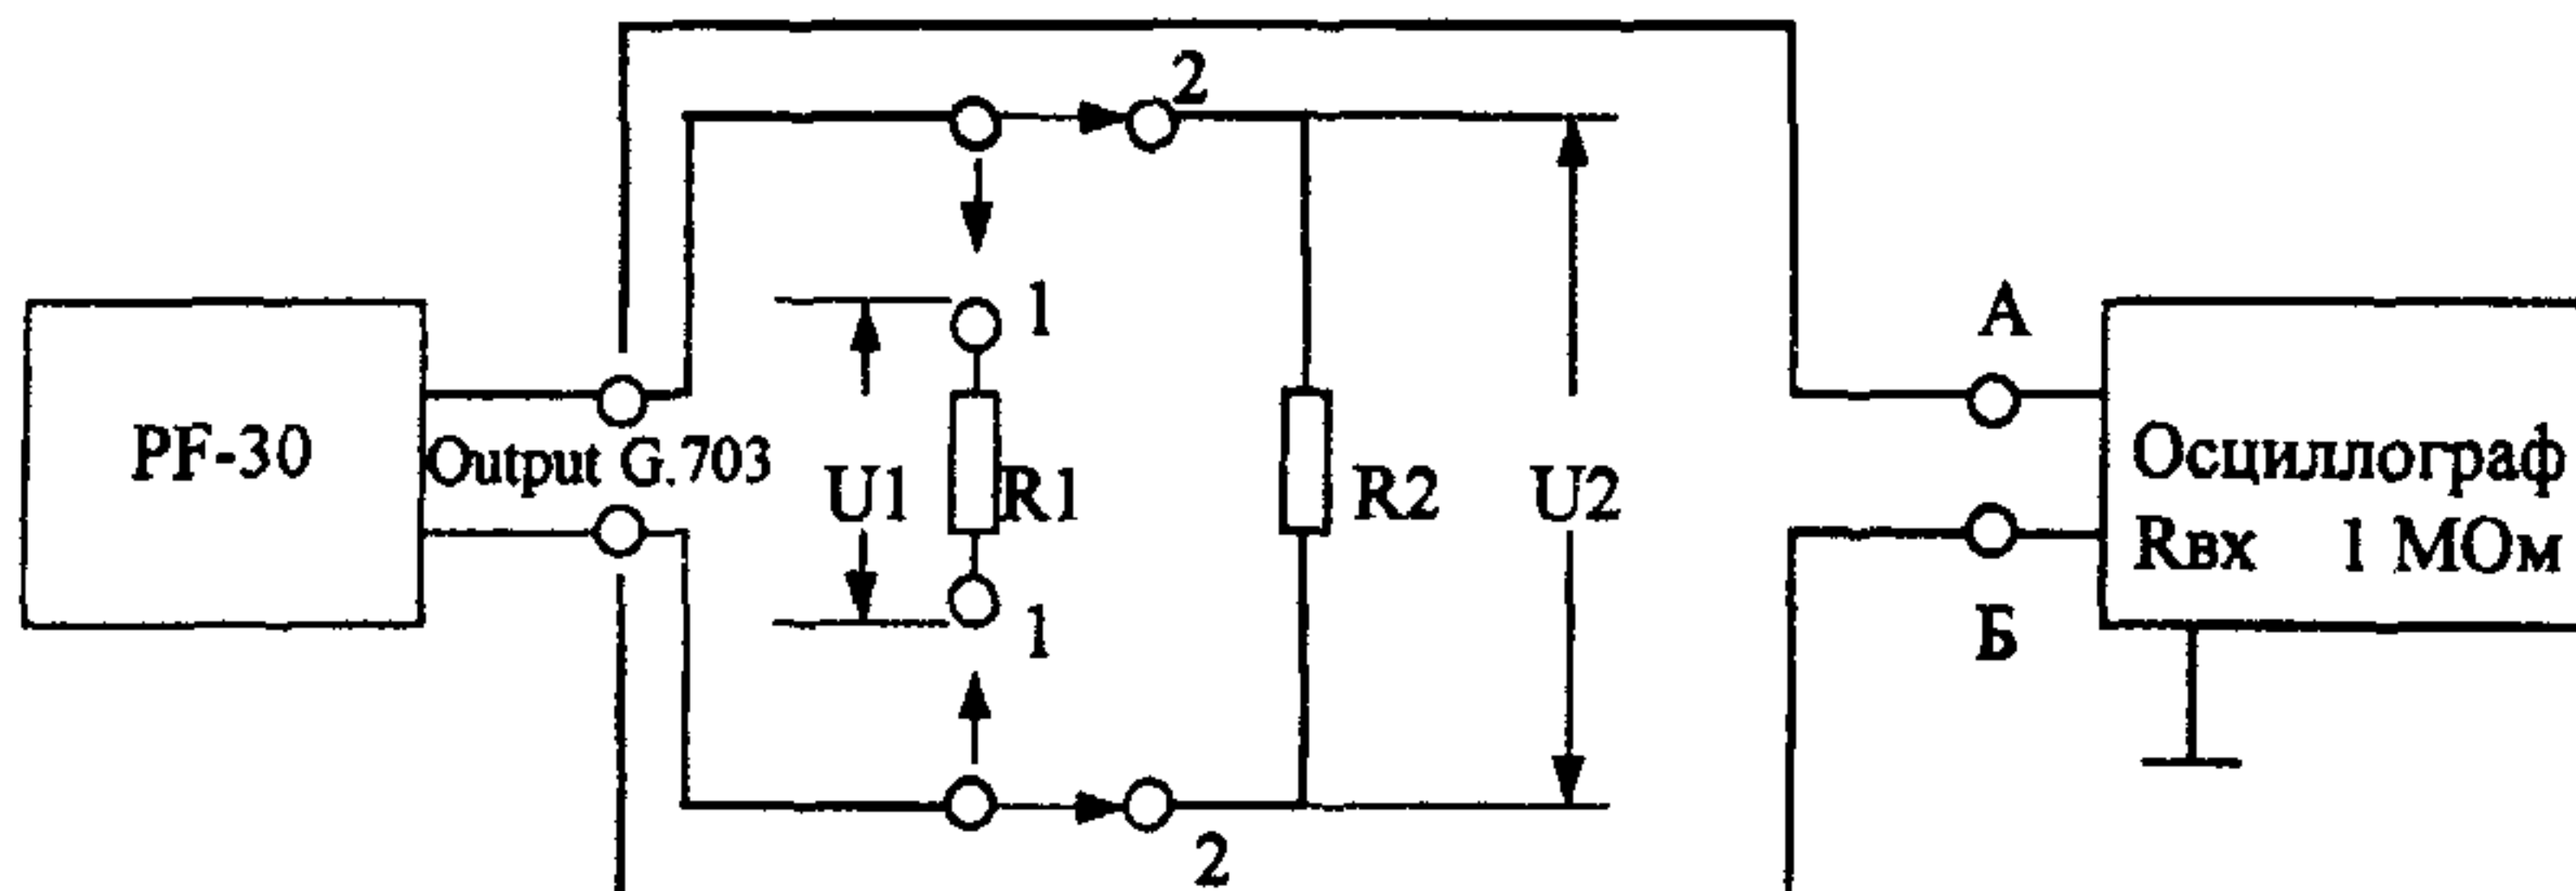 2
А
1
PF-30
Output G.703
U1
R1
R2
U2
Осциллограф
Rвх 1 МОм
Б
1
2